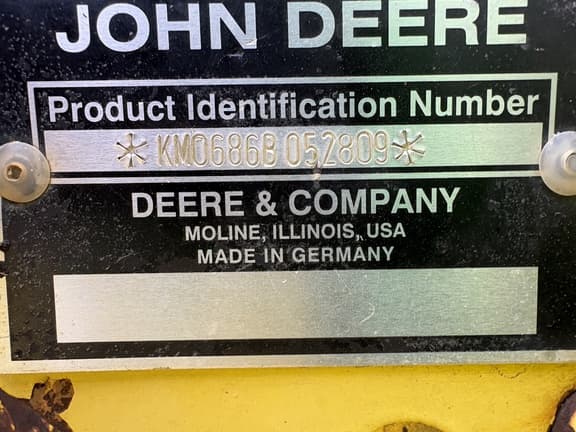 JOHN DEERE
Product Identification Number
*KM0686B052809*
DEERE & COMPANY
MOLINE, ILLINOIS, USA
MADE IN GERMANY